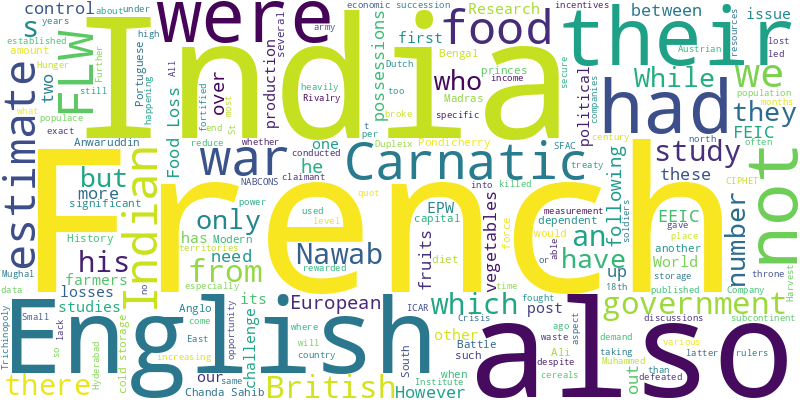 control
about
under
were
food
Research
economic
succession
incentives
their
years
established
India
army
several
first
between
issue
Dutch
Austrian
lost
led
resources
s
amount
Hunger
high
Portuguese
Further
All
two
FLW
who
Bengal
princes
possessions
While
we
still
populace
what
happening
Food Loss
over
production
fortified
Rivalry
heavily
most
income
too
Madras
secure
political
had
they
companies
population
months
estimate
exact
end
St
t
per
broke
specific
century
north
often
Anwaruddin
reduce
whether
one
Dupleix
Pondicherry
FEIC
but
Indian
war
conducted
he
claimant
Carnatic
SFAC
treaty
study
not
more
significant
NABCONS
French
quot
into
killed
an
following
these
CIPHET
only
power
used
level
EPW
capital
vegetables
measurement
dependent
soldiers
EEIC
gave
place
number
his
History
has
Modern
territories
Nawab
fruits
diet
force
would
or
able
have
another
World
throne
Mughal
farmers
need
from
rewarded
up
storage
data
no
especially
European
ICAR
time
18th
losses
studies
English
its
which
published
Company
Harvest
government
Trichinopoly
Small
lack
so
Anglo
come
East
opportunity
where
will
country
challenge
South
other
Crisis
post
fought
ago
waste
aspect
discussions
subcontinent
Battle
such
Ali
despite
demand
taking
various
Muhammed
latter
rulers
there
Hyderabad
cold storage
increasing
our
same
British
Chanda Sahib
However
Institute
when
cereals
also
out
than
defeated